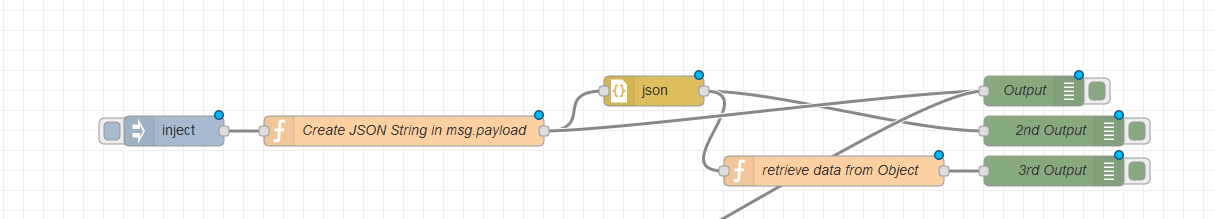 json
Output
inject
Create JSON String in msg.payload
2nd Output
retrieve data from Object
3rd Output